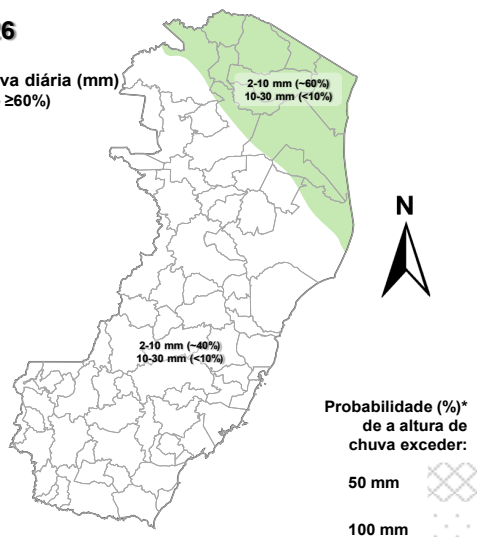 6
va diária (mm)
≥60%)
2-10 mm (~60%)
10-30 mm (<10%)
N
2-10 mm (~40%)
10-30 mm (<10%)
Probabilidade (%)*
de a altura de
chuva exceder:
50 mm
100 mm